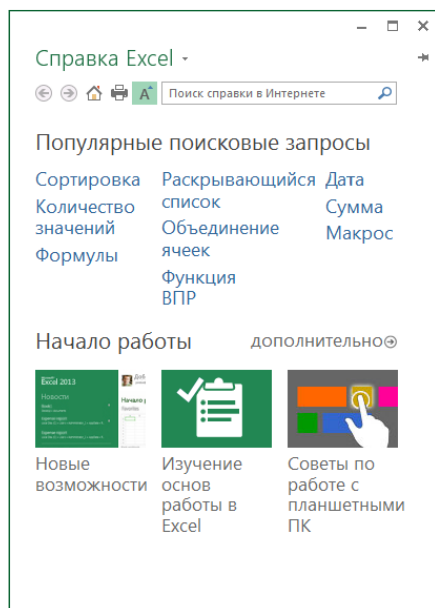 Справка Excel
Поиск справки в Интернете
Популярные поисковые запросы
Сортировка
Количество
значений
Формулы
Раскрывающийся
список
Объединение
ячеек
Функция
ВПР
Дата
Сумма
Макрос
Начало работы
дополнительно
Excel 2013
Новости
Новые
возможности
Изучение
основ
работы в
Excel
Советы по
работе с
планшетными
ПК